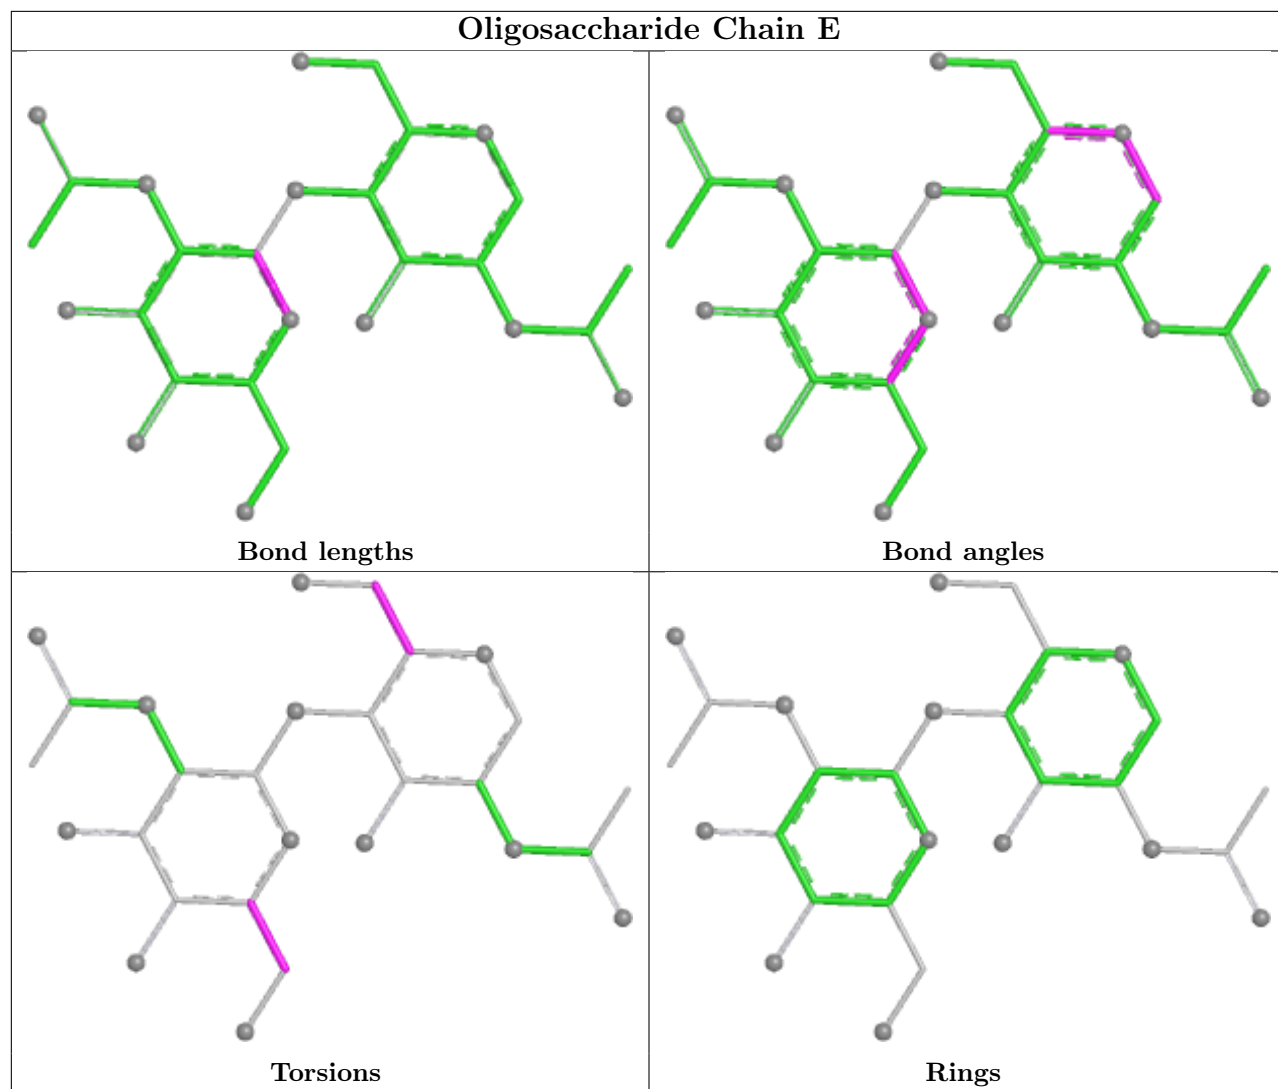 Oligosaccharide Chain E
Bond lengths
Bond angles
Torsions
Rings